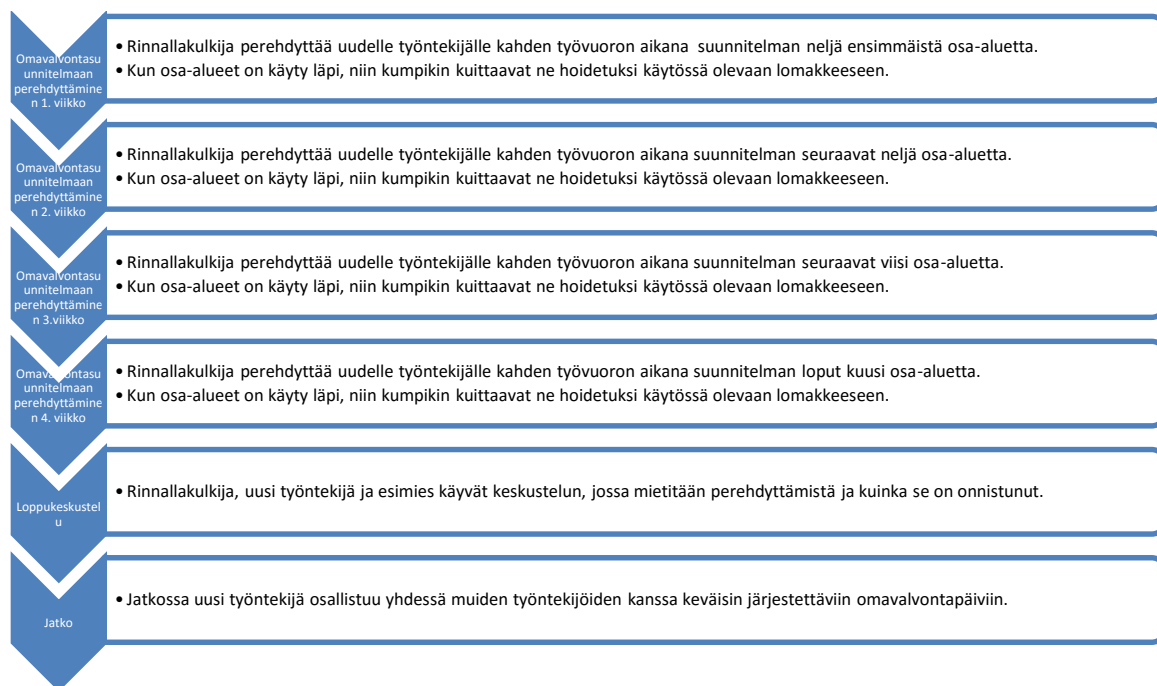 Omavalvontasu
unnitelmaan
perehdyttämine
n 1. viikko
• Rinnallakulkija perehdyttää uudelle työntekijälle kahden työvuoron aikana suunnitelman neljä ensimmäistä osa-aluetta.
• Kun osa-alueet on käyty läpi, niin kumpikin kuittaavat ne hoidetuksi käytössä olevaan lomakkeeseen.
Omavalvontasu
unnitelmaan
perehdyttämine
n 2. viikko
• Rinnallakulkija perehdyttää uudelle työntekijälle kahden työvuoron aikana suunnitelman seuraavat neljä osa-aluetta.
• Kun osa-alueet on käyty läpi, niin kumpikin kuittaavat ne hoidetuksi käytössä olevaan lomakkeeseen.
Omavalvontasu
unnitelmaan
perehdyttämine
n 3.viikko
• Rinnallakulkija perehdyttää uudelle työntekijälle kahden työvuoron aikana suunnitelman seuraavat viisi osa-aluetta.
• Kun osa-alueet on käyty läpi, niin kumpikin kuittaavat ne hoidetuksi käytössä olevaan lomakkeeseen.
Omavalvontasu
unnitelmaan
perehdyttämine
n 4. viikko
• Rinnallakulkija perehdyttää uudelle työntekijälle kahden työvuoron aikana suunnitelman loput kuusi osa-aluetta.
• Kun osa-alueet on käyty läpi, niin kumpikin kuittaavat ne hoidetuksi käytössä olevaan lomakkeeseen.
Loppukeskustel
u
• Rinnallakulkija, uusi työntekijä ja esimies käyvät keskustelun, jossa mietitään perehdyttämistä ja kuinka se on onnistunut.
Jatko
• Jatkossa uusi työntekijä osallistuu yhdessä muiden työntekijöiden kanssa keväisin järjestettäviin omavalvontapäiviin.